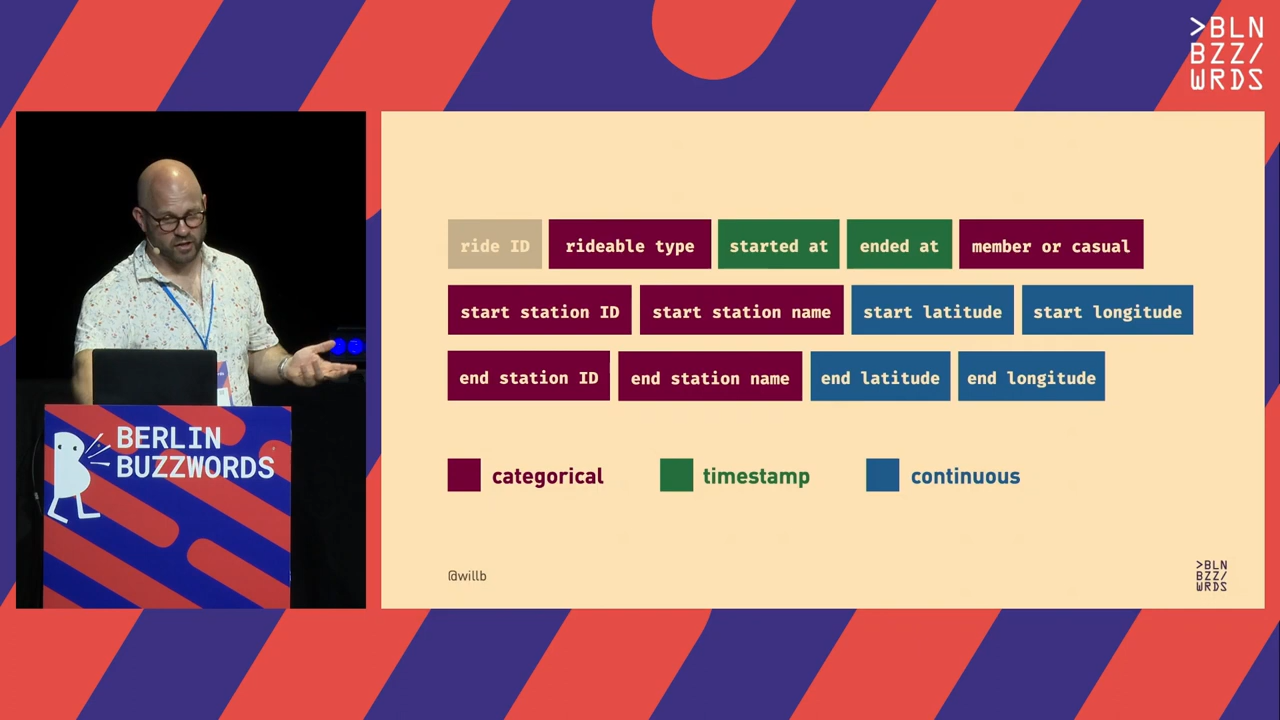 >BLN
BZZ/
WRDS
BERLIN
BUZZWORDS
ride ID rideable type started at ended at member or casual
start station ID start station name start latitude start longitude
end station ID end station name end latitude end longitude
categorical timestamp continuous
@willb
>BLN
BZZ/
WRDS